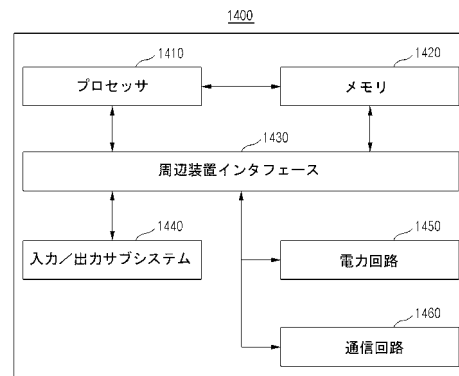 1400
1410
プロセッサ
1420
メモリ
1430
周辺装置インタフェース
1440
入力／出力サブシステム
1450
電力回路
1460
通信回路